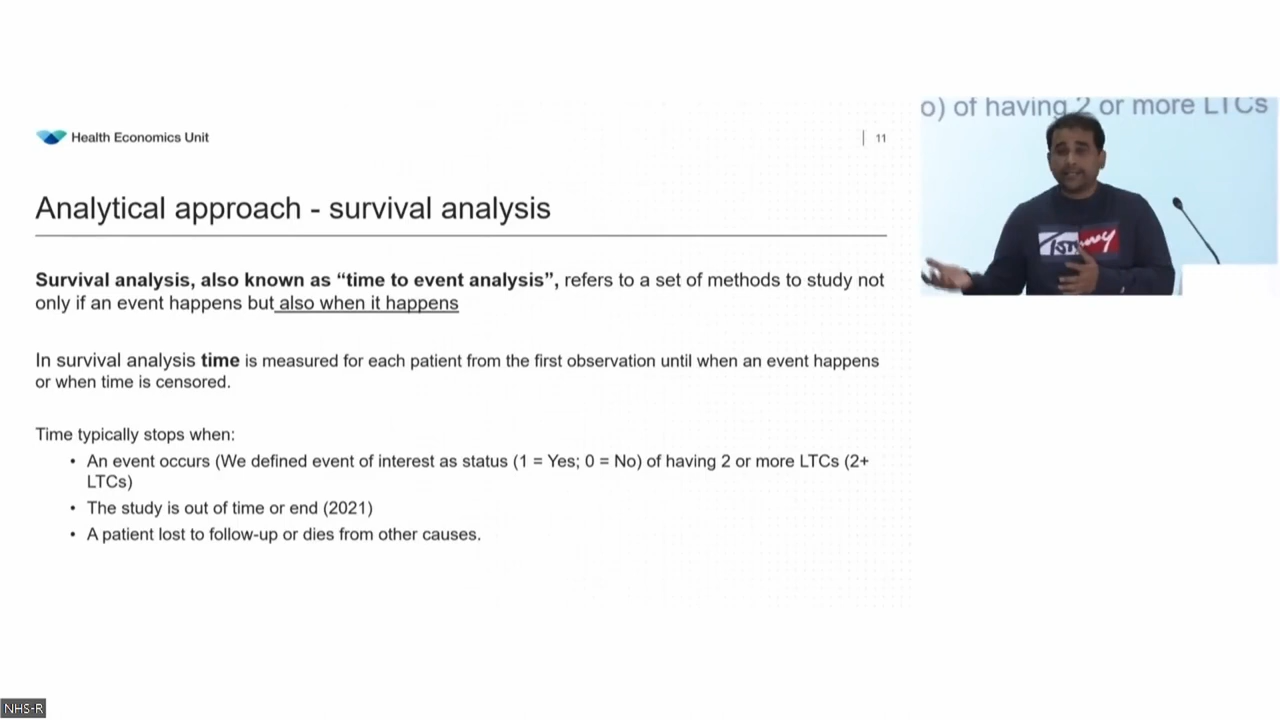 Health Economics Unit
11
Analytical approach - survival analysis
Survival analysis, also known as “time to event analysis”, refers to a set of methods to study not
only if an event happens but also when it happens
In survival analysis time is measured for each patient from the first observation until when an event happens
or when time is censored.
Time typically stops when:
• An event occurs (We defined event of interest as status (1 = Yes; 0 = No) of having 2 or more LTCs (2+
LTCs)
• The study is out of time or end (2021)
• A patient lost to follow-up or dies from other causes.
o) of having 2 or more LTCs
NHS-R